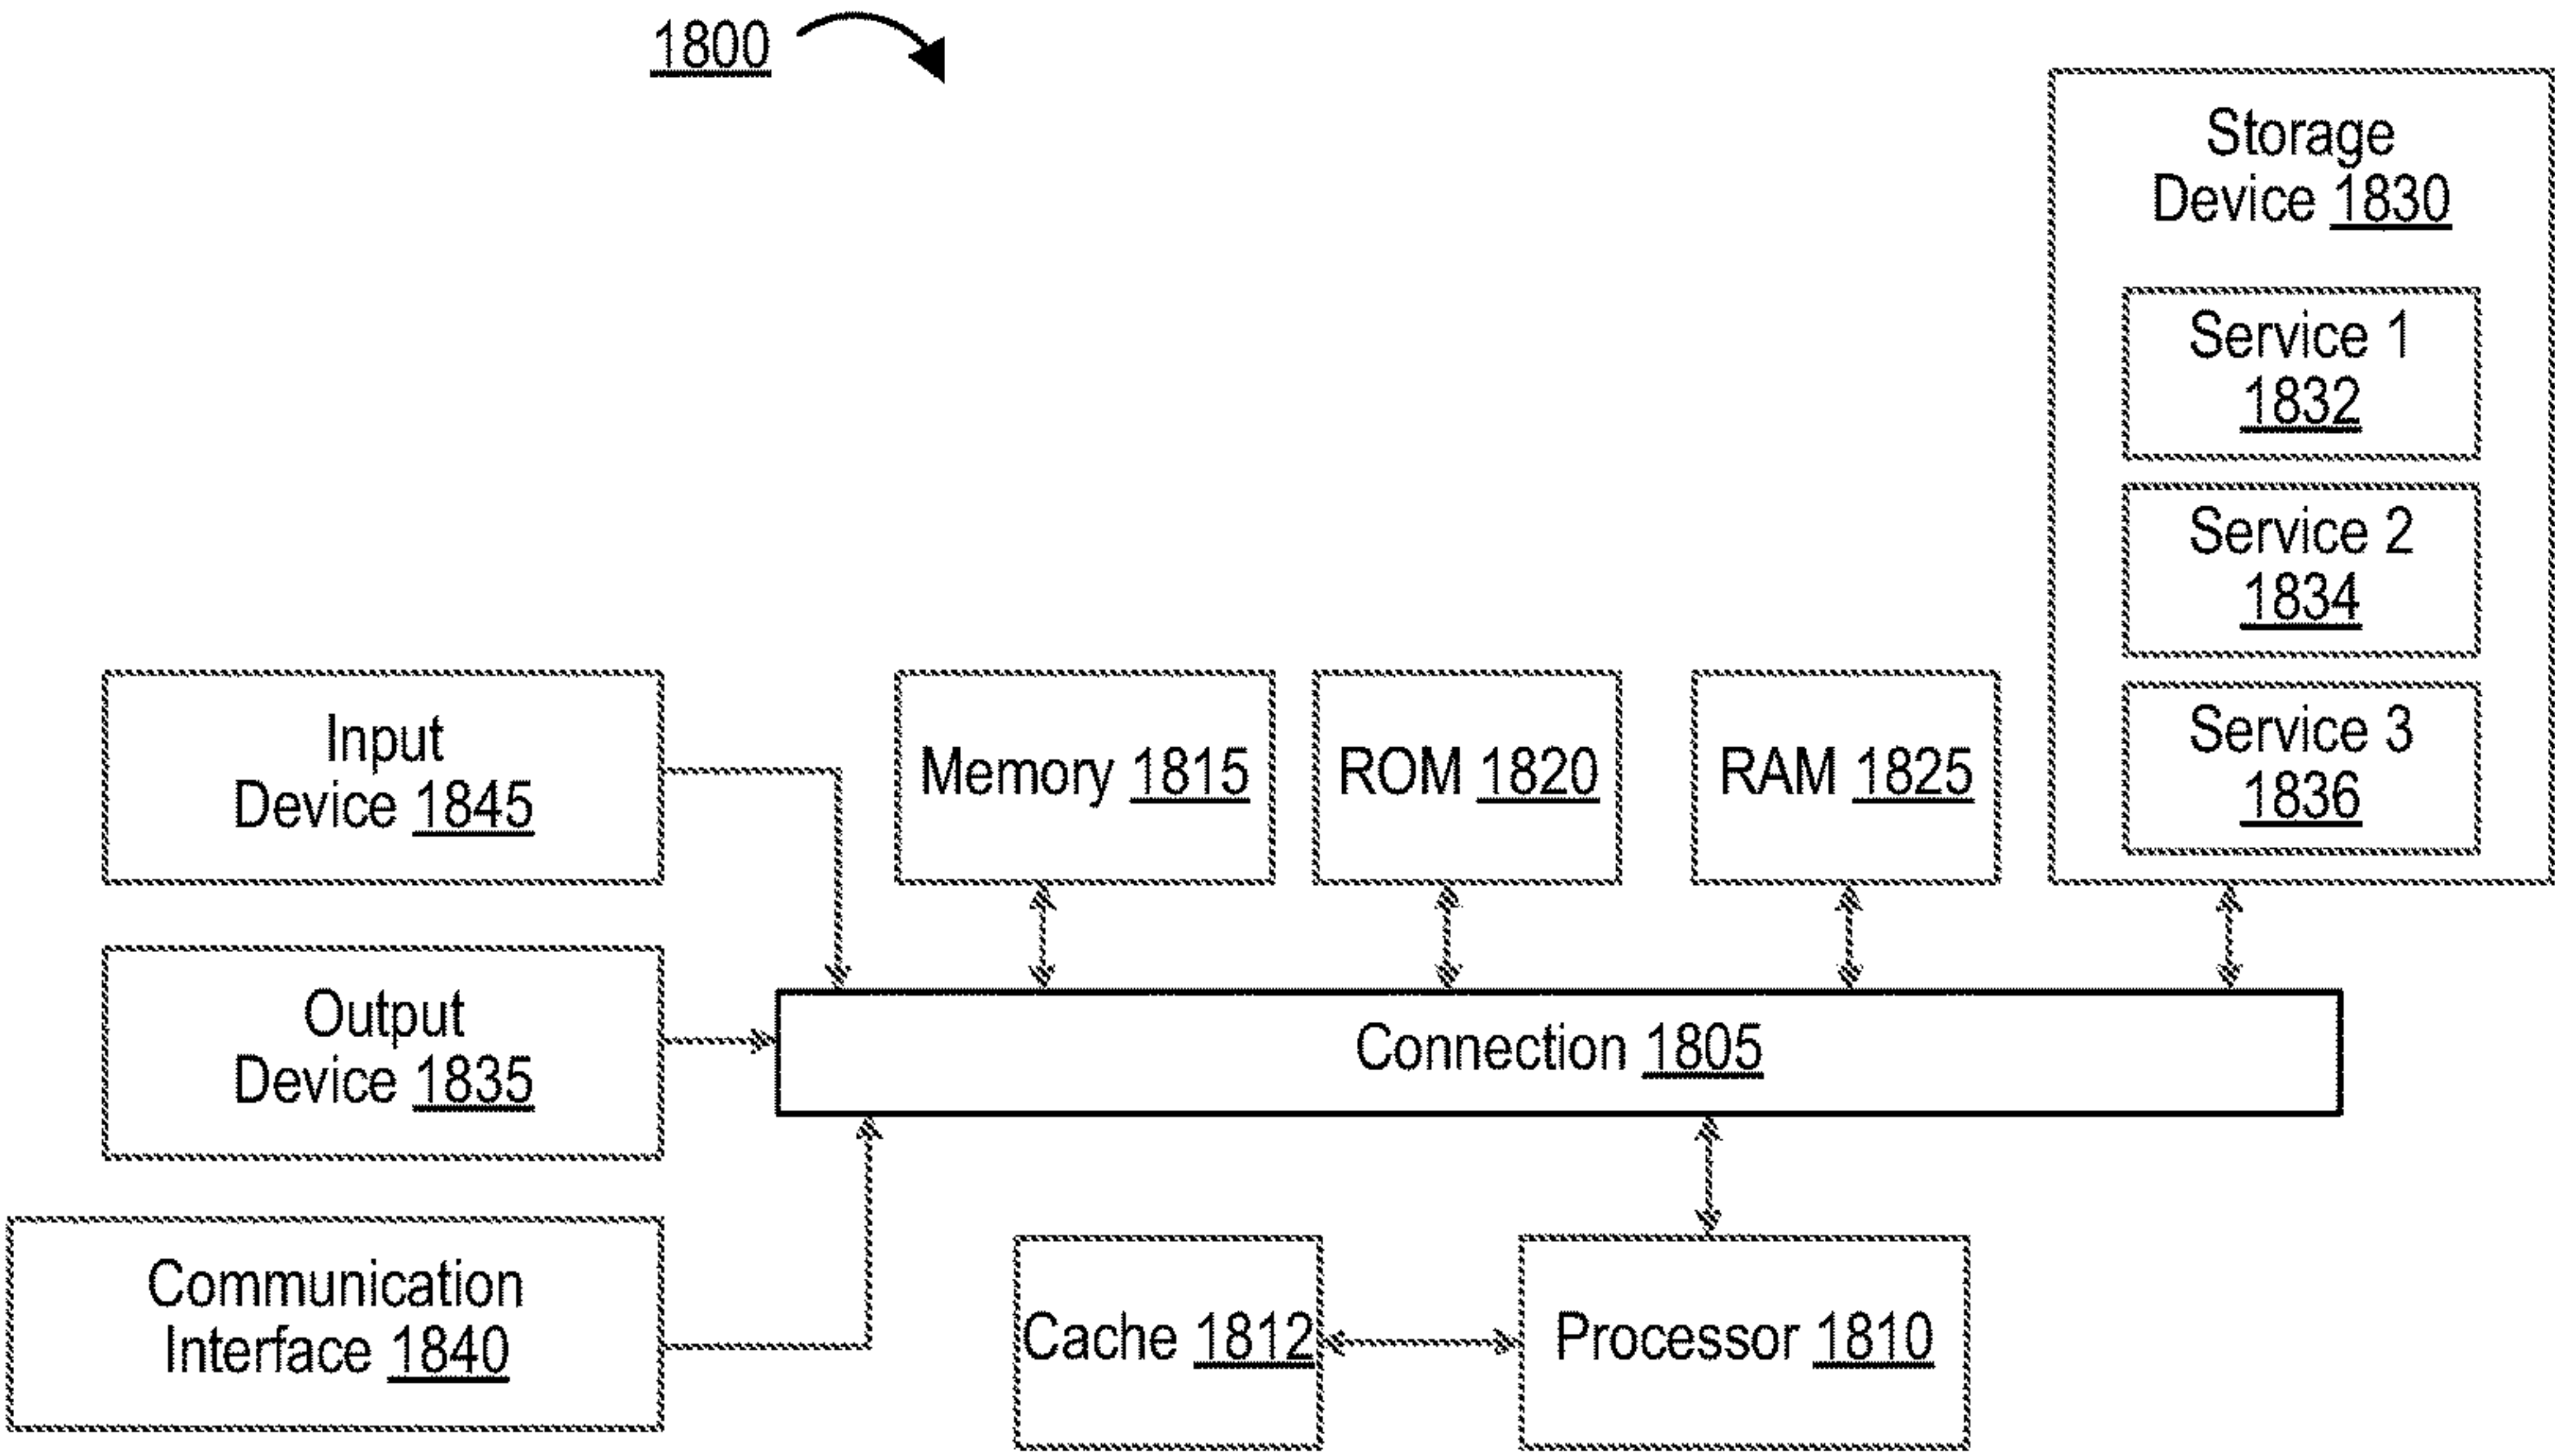 1800
Storage
Device 1830
Service 1
1832
Service 2
1834
Service 3
1836
Input
Device 1845
Memory 1815
ROM 1820
RAM 1825
Output
Device 1835
Connection 1805
Communication
Interface 1840
Cache 1812
Processor 1810